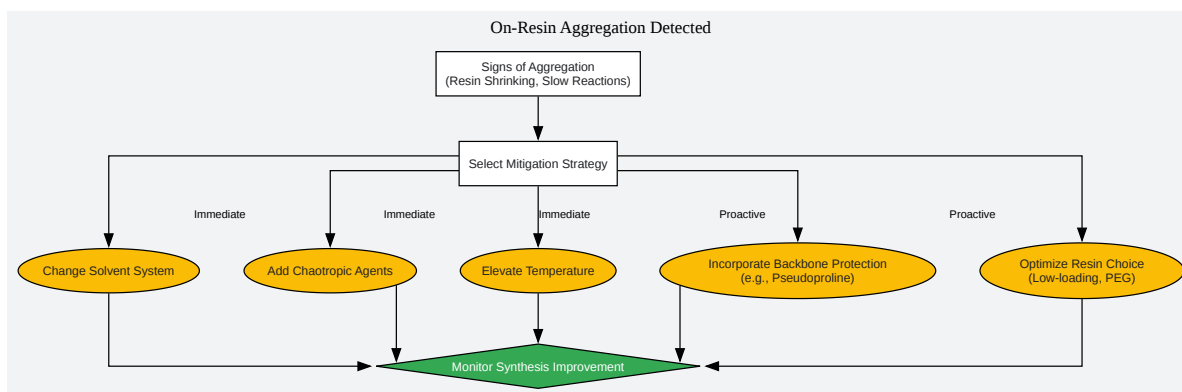 On-Resin Aggregation Detected
Signs of Aggregation
(Resin Shrinking, Slow Reactions)
Select Mitigation Strategy
Immediate
Immediate
Immediate
Proactive
Proactive
Change Solvent System
Add Chaotropic Agents
Elevate Temperature
Incorporate Backbone Protection
(e.g., Pseudoproline)
Optimize Resin Choice
(Low-loading, PEG)
Monitor Synthesis Improvement